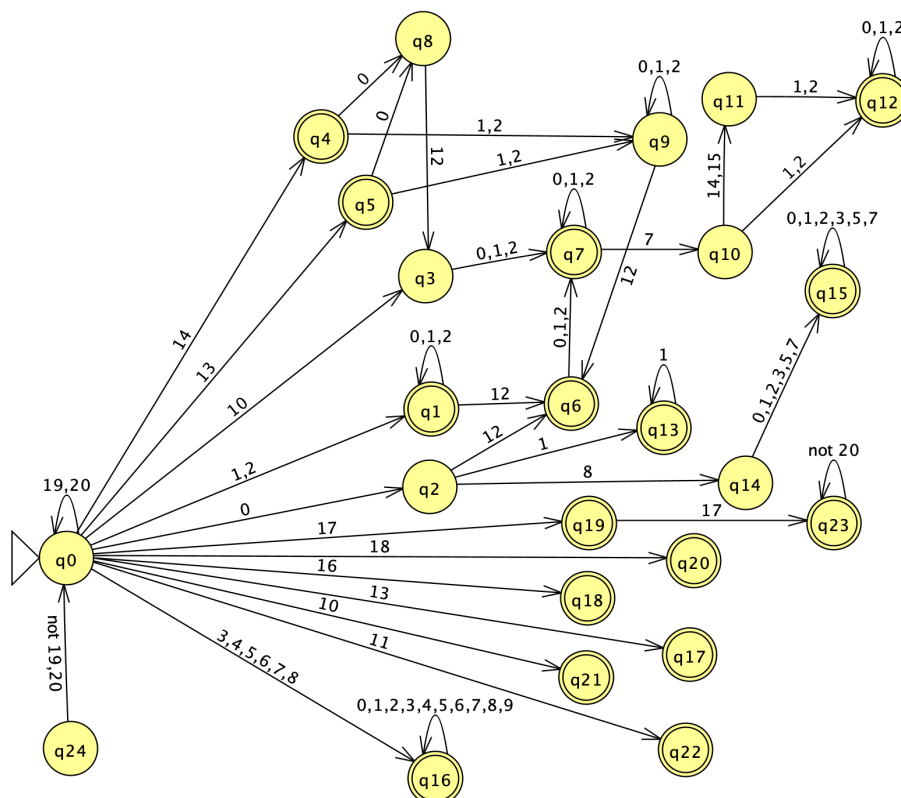 0,1,2
q8
0,1,2
q12
q11
1,2
0
q4
1,2
q9
0
12
1,2
14,15
1,2
0,1,2
q5
0,1,2,3,5,7
0,1,2
q7
7
q10
q3
12
q15
14
13
0,1,2
0,1,2
1
0,1,2,3,5,7
10
12
q6
q1
12
q13
1
1,2
8
not 20
19,20
q2
q14
0
17
q19
17
q23
q0
18
q20
16
q18
13
10
not 19,20
11
q17
3,4,5,6,7,8
q21
0,1,2,3,4,5,6,7,8,9
q24
q22
q16